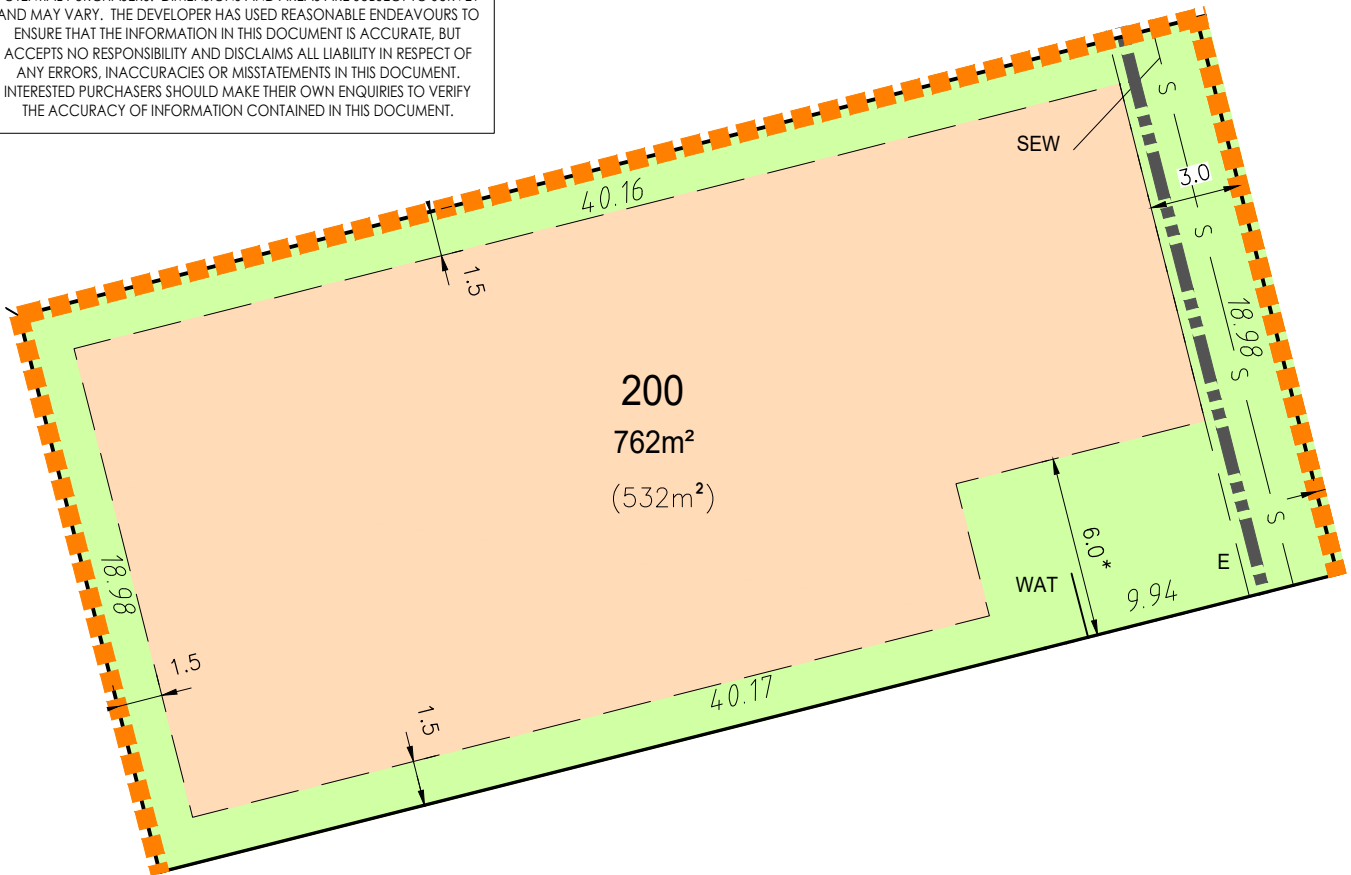 AND MAY VARY. THE DEVELOPER HAS USED REASONABLE ENDEAVOURS TO
ENSURE THAT THE INFORMATION IN THIS DOCUMENT IS ACCURATE, BUT
ACCEPTS NO RESPONSIBILITY AND DISCLAIMS ALL LIABILITY IN RESPECT OF
ANY ERRORS, INACCURACIES OR MISSTATEMENTS IN THIS DOCUMENT.
INTERESTED PURCHASERS SHOULD MAKE THEIR OWN ENQUIRIES TO VERIFY
THE ACCURACY OF INFORMATION CONTAINED IN THIS DOCUMENT.
S
SEW
3.0
40.16
S
1.5
18.98
S
200
762m²
(532m²)
S
6.0*
E
18.98
WAT
9.94
1.5
40.17
1.5